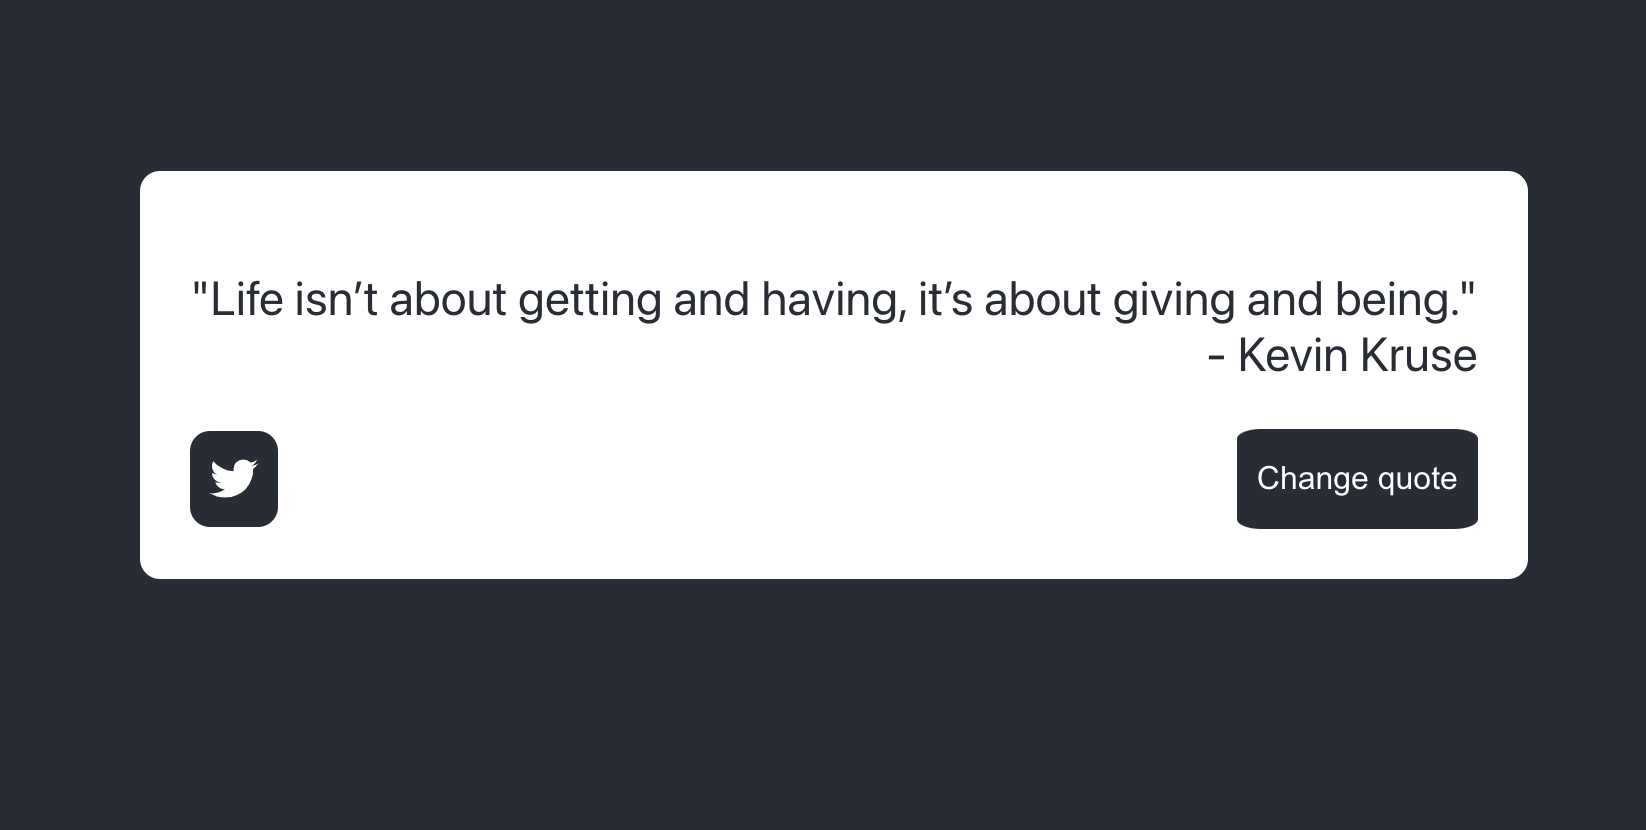 "Life isn’t about getting and having, it’s about giving and being."
- Kevin Kruse
Change quote